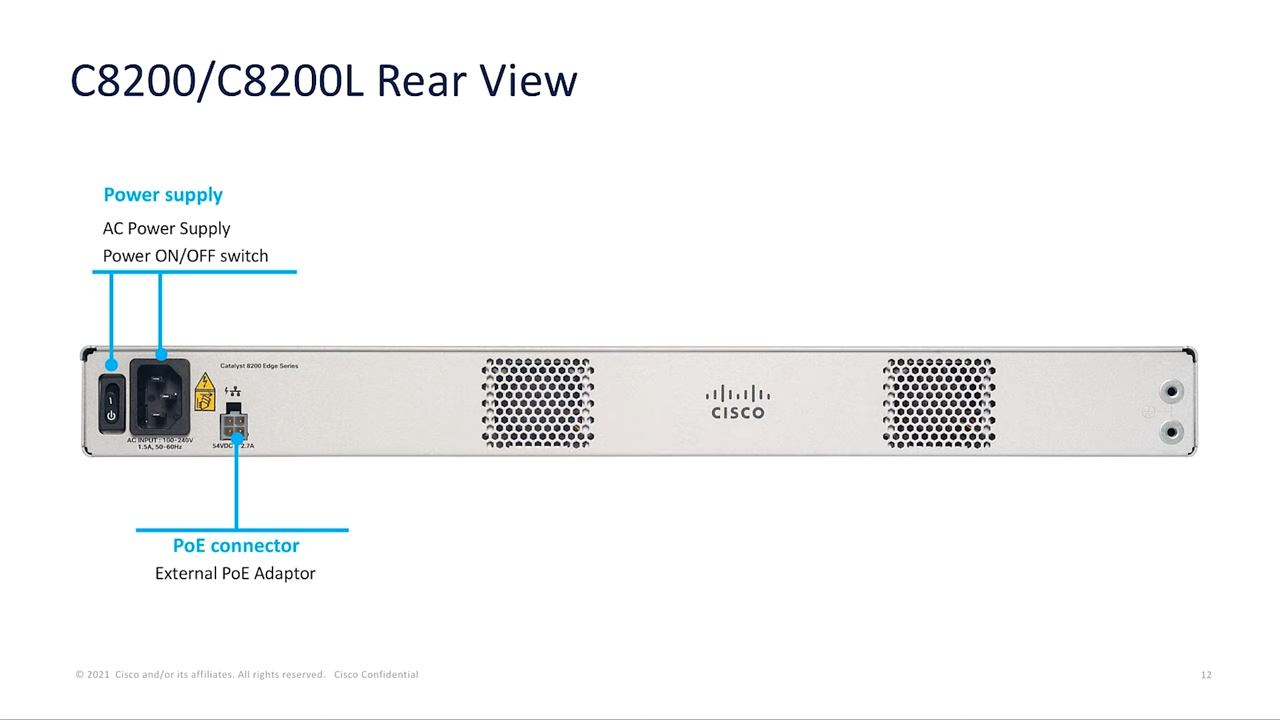 C8200/C8200L Rear View
Power supply
AC Power Supply
Power ON/OFF switch
Catalyst 8200 Edge Series
AC INPUT : 100-240V
1.5A, 50-60Hz
54VDC 2.7A
CISCO
PoE connector
External PoE Adaptor
© 2021 Cisco and/or its affiliates. All rights reserved. Cisco Confidential
12